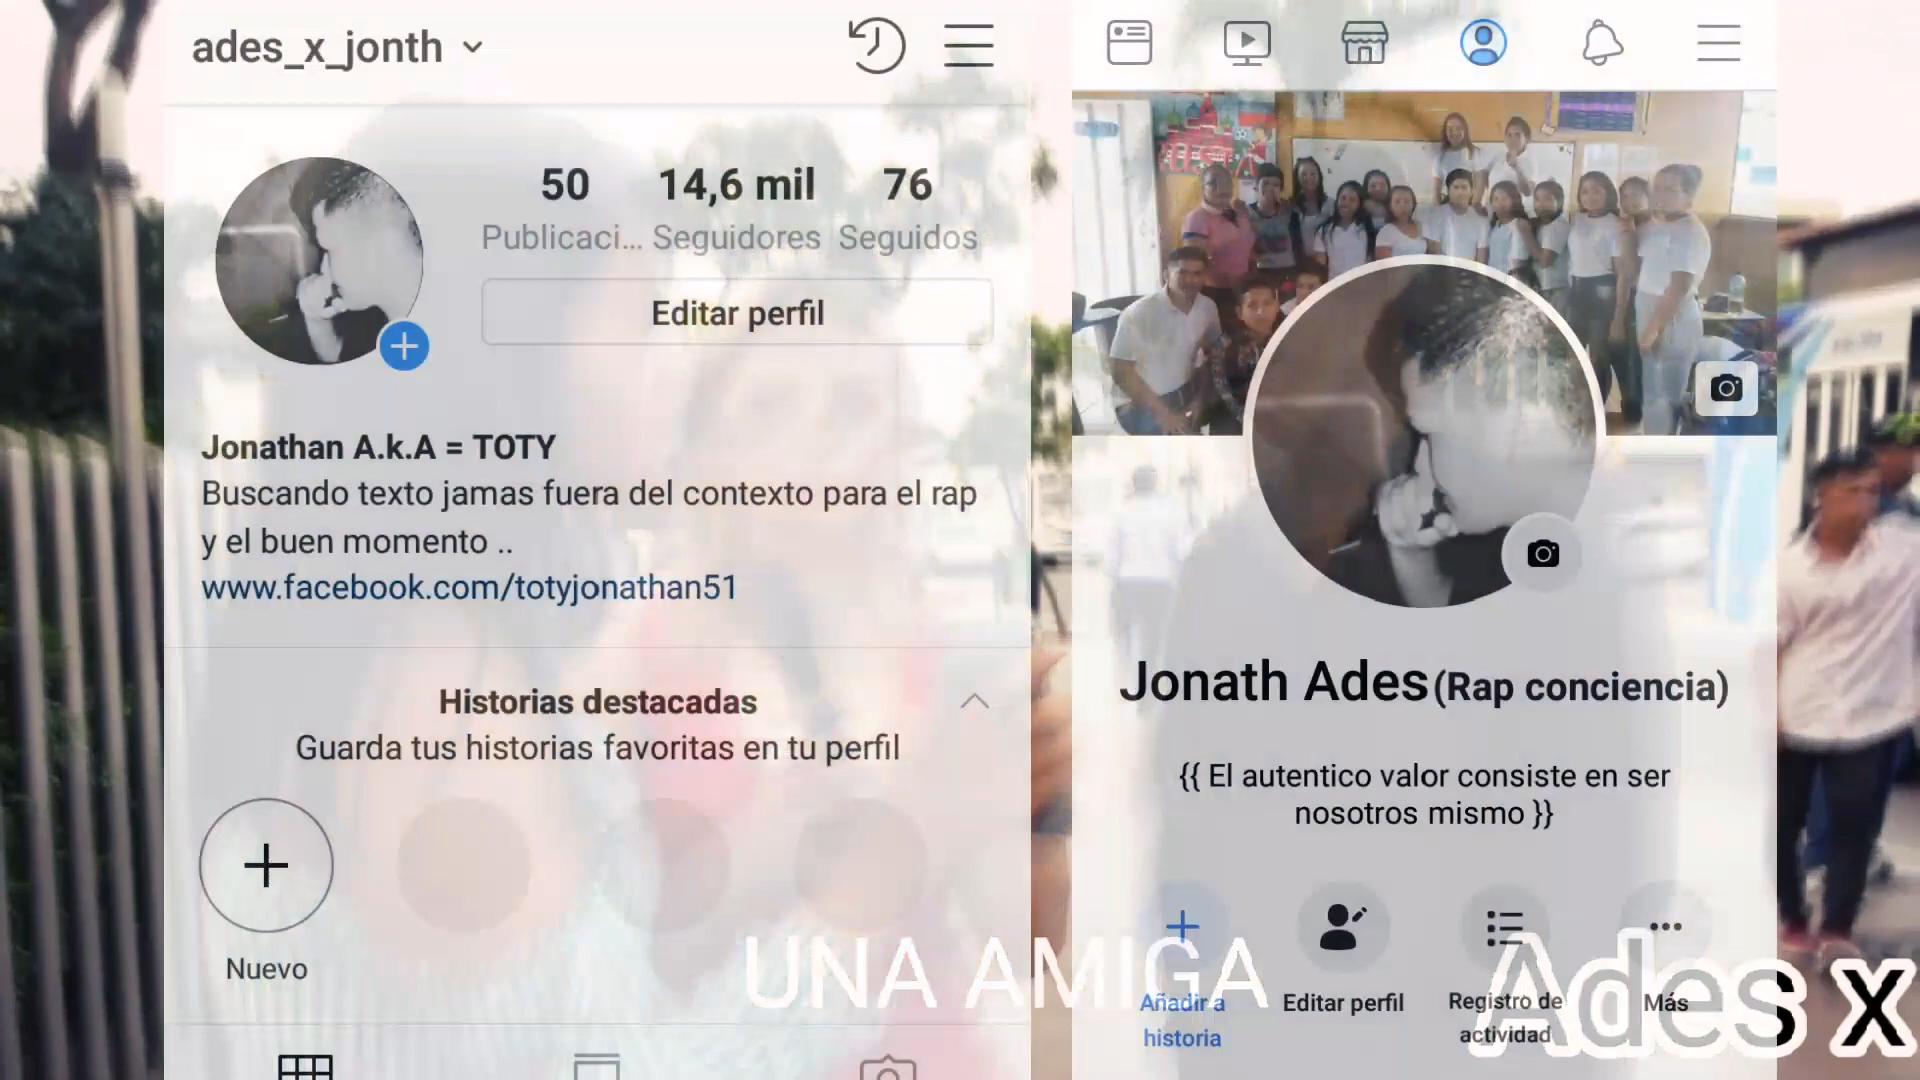 ades_x_jonth
50 14,6 mil 76
Publicaci... Seguidores Seguidos
Editar perfil
Jonathan A.k.A = TOTY
Buscando texto jamas fuera del contexto para el rap
y el buen momento ..
www.facebook.com/totyjonathan51
Historias destacadas
Guarda tus historias favoritas en tu perfil
Nuevo
Jonath Ades (Rap conciencia)
{{ El autentico valor consiste en ser
nosotros mismo }}
Añadir a
historia
Editar perfil
Registro de
actividad
Más
UNA AMIGA
Ades x